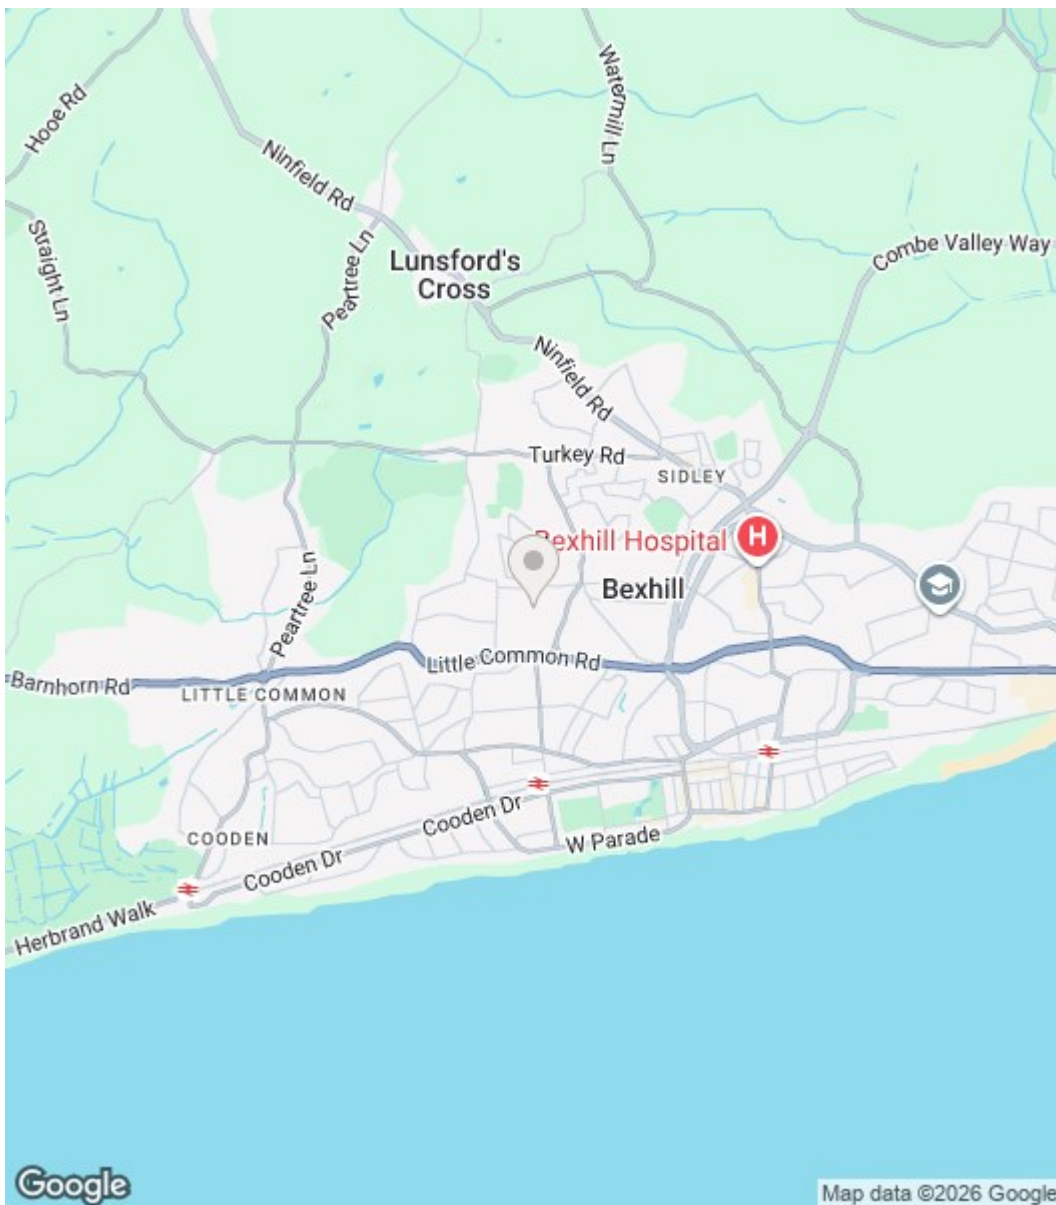 Hooe Rd
Ninfield Rd
Watermill Ln
Straight Ln
Peartree Ln
Lunsford's
Cross
Combe Valley Way
Ninfield Rd
Turkey Rd
SIDLEY
Bexhill Hospital
H
Bexhill
Peartree Ln
Little Common Rd
Barnhorn Rd
LITTLE COMMON
Cooden Dr
COODEN
W Parade
Cooden Dr
Herbrand Walk
Google
Map data ©2026 Google